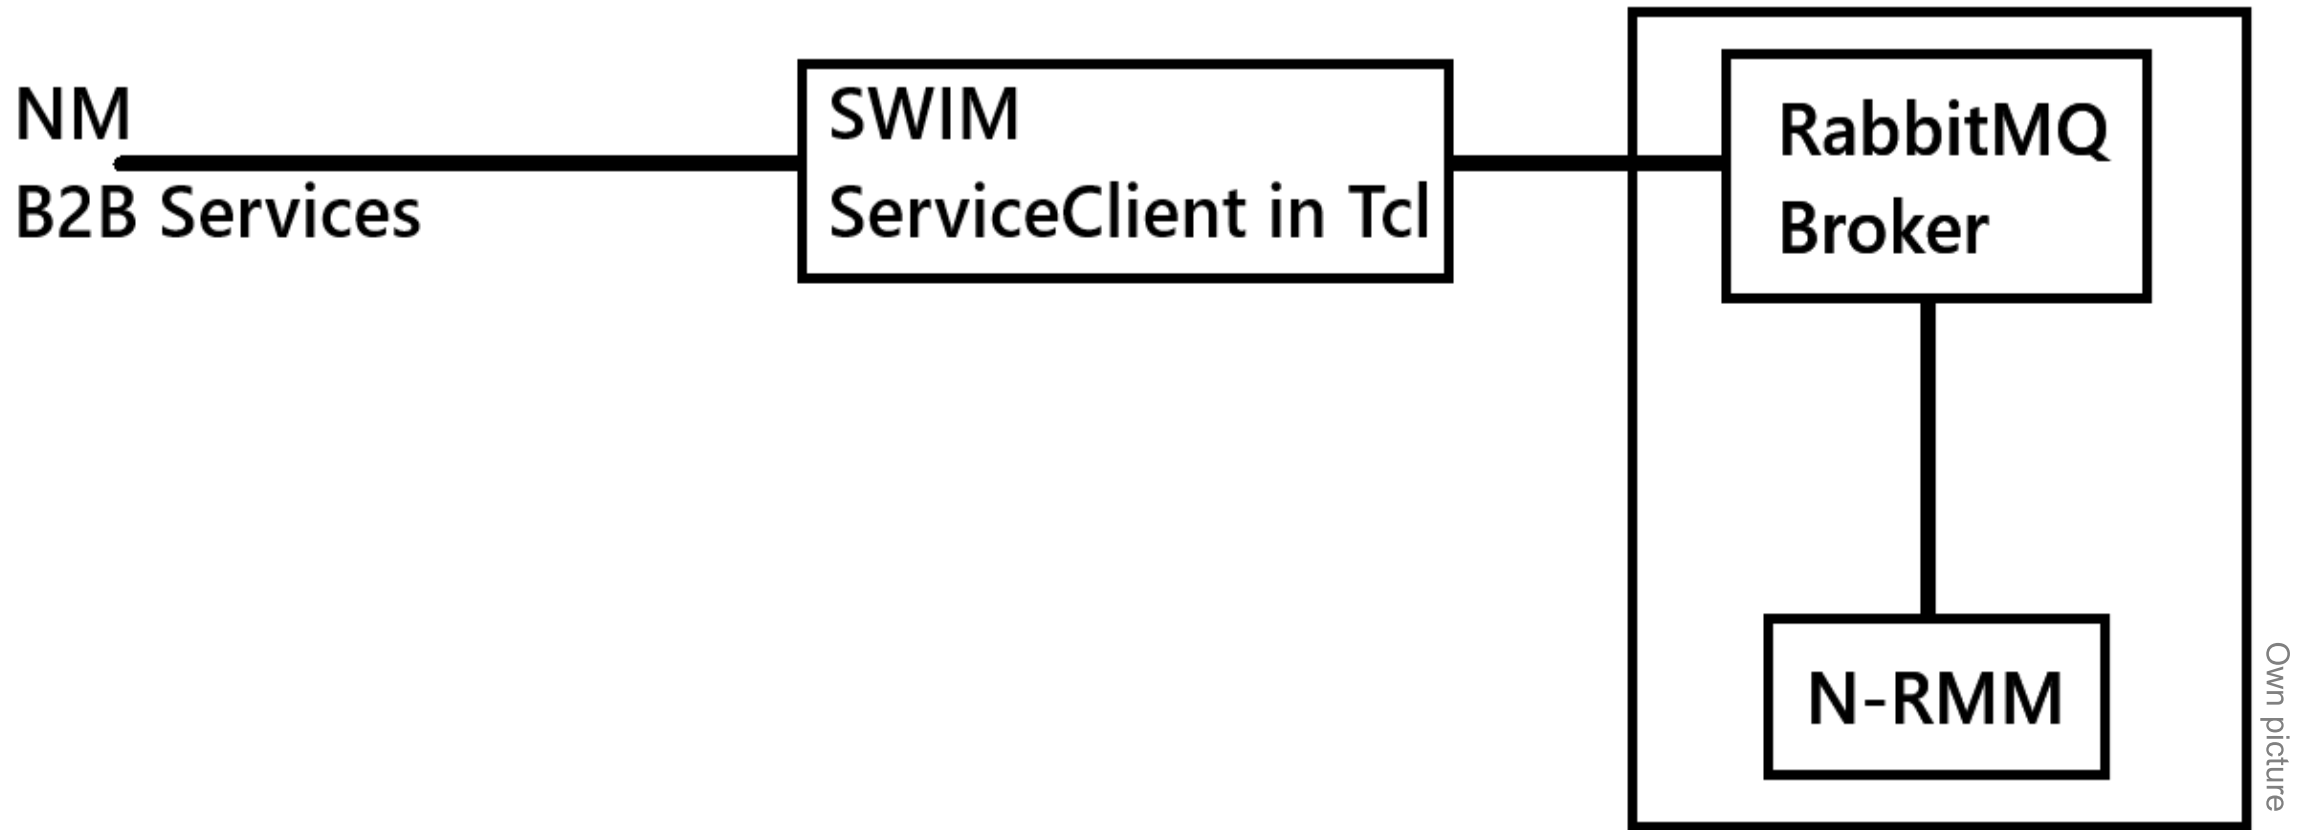 NM
B2B Services
SWIM
ServiceClient in Tcl
RabbitMQ
Broker
N-RMM
Own picture